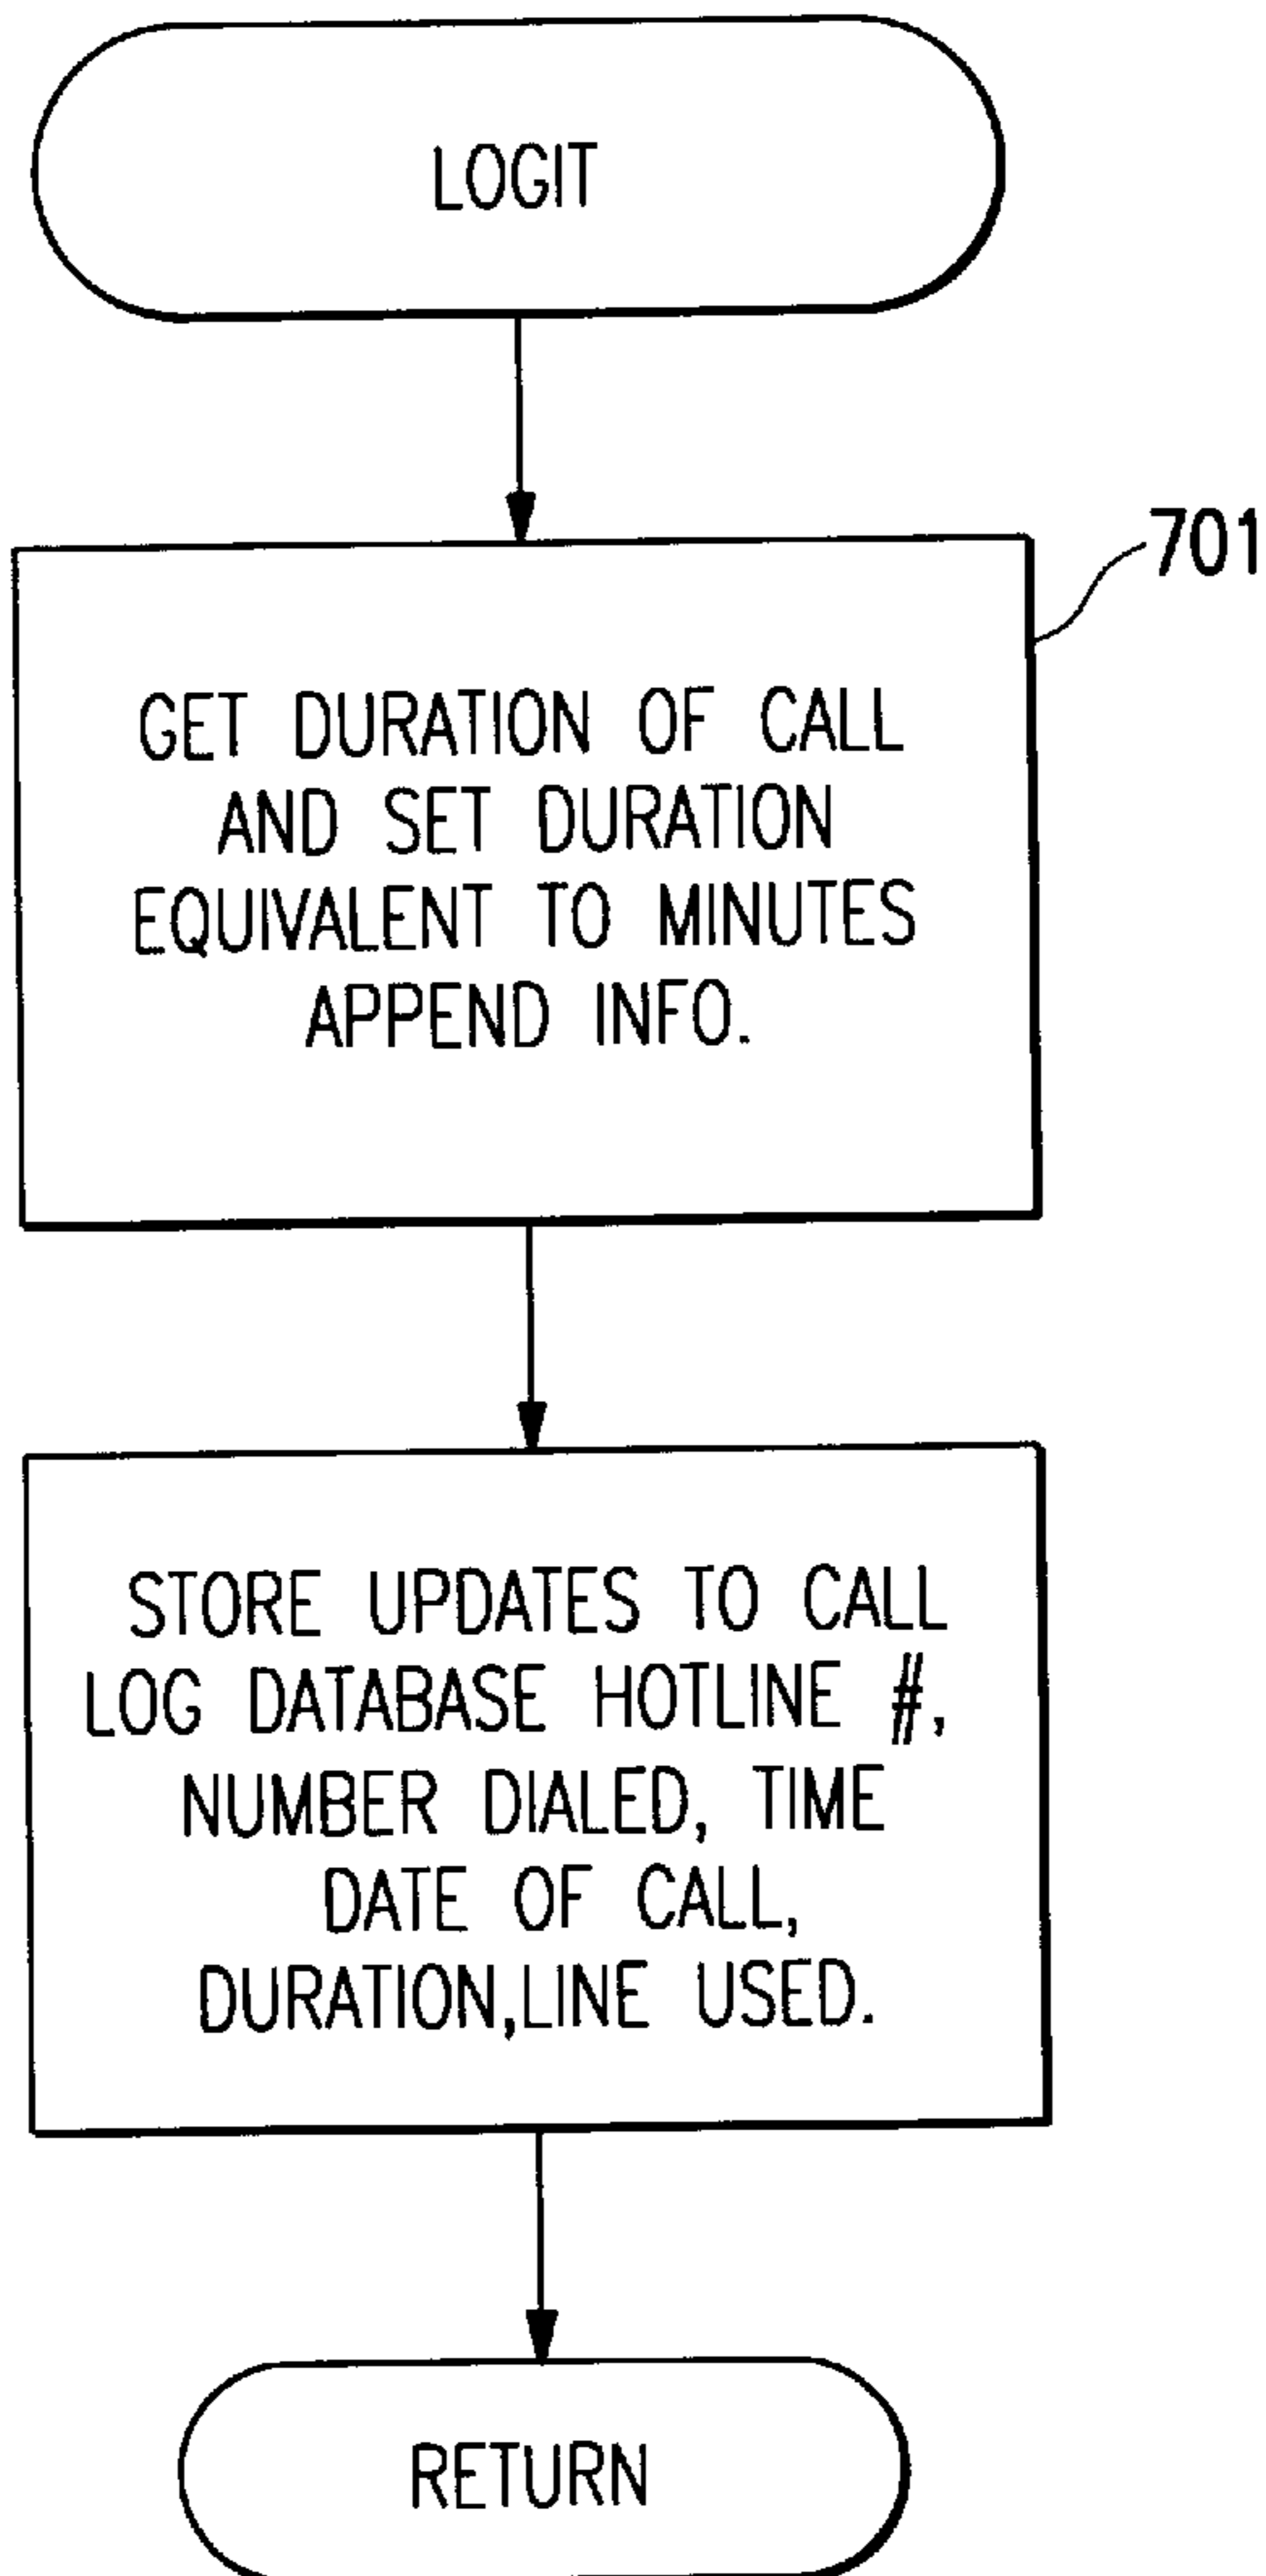 LOGIT
701
GET DURATION OF CALL
AND SET DURATION
EQUIVALENT TO MINUTES
APPEND INFO.
STORE UPDATES TO CALL
LOG DATABASE HOTLINE #,
NUMBER DIALED, TIME
DATE OF CALL,
DURATION,LINE USED.
RETURN